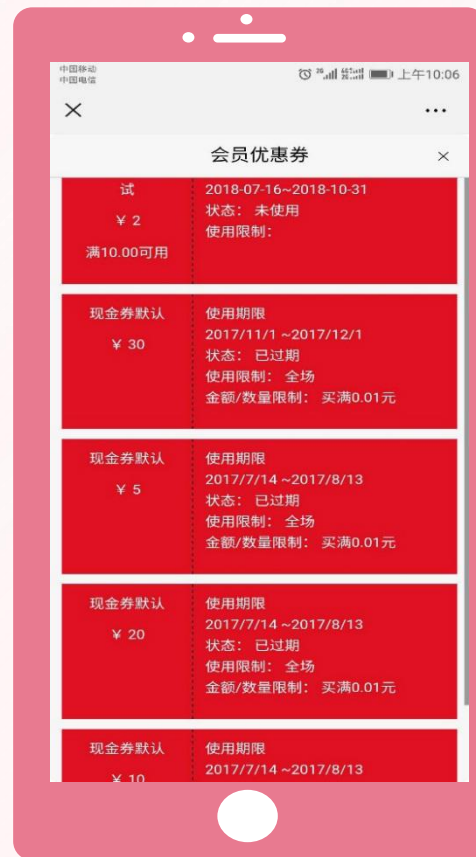 中国移动
中国电信
上午10:06
会员优惠券
试
¥ 2
满10.00可用
2018-07-16~2018-10-31
状态: 未使用
使用限制:
现金券默认
¥ 30
使用期限
2017/11/1 ~2017/12/1
状态: 已过期
使用限制: 全场
金额/数量限制: 买满0.01元
现金券默认
¥ 5
使用期限
2017/7/14 ~2017/8/13
状态: 已过期
使用限制: 全场
金额/数量限制: 买满0.01元
现金券默认
¥ 20
使用期限
2017/7/14 ~2017/8/13
状态: 已过期
使用限制: 全场
金额/数量限制: 买满0.01元
现金券默认
¥ 10
使用期限
2017/7/14 ~2017/8/13